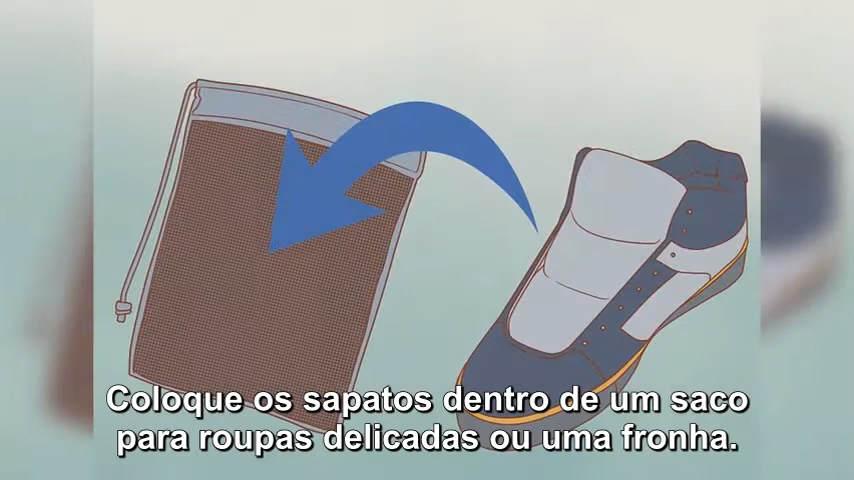 Coloque os sapatos dentro de um saco
para roupas delicadas ou uma fronha.